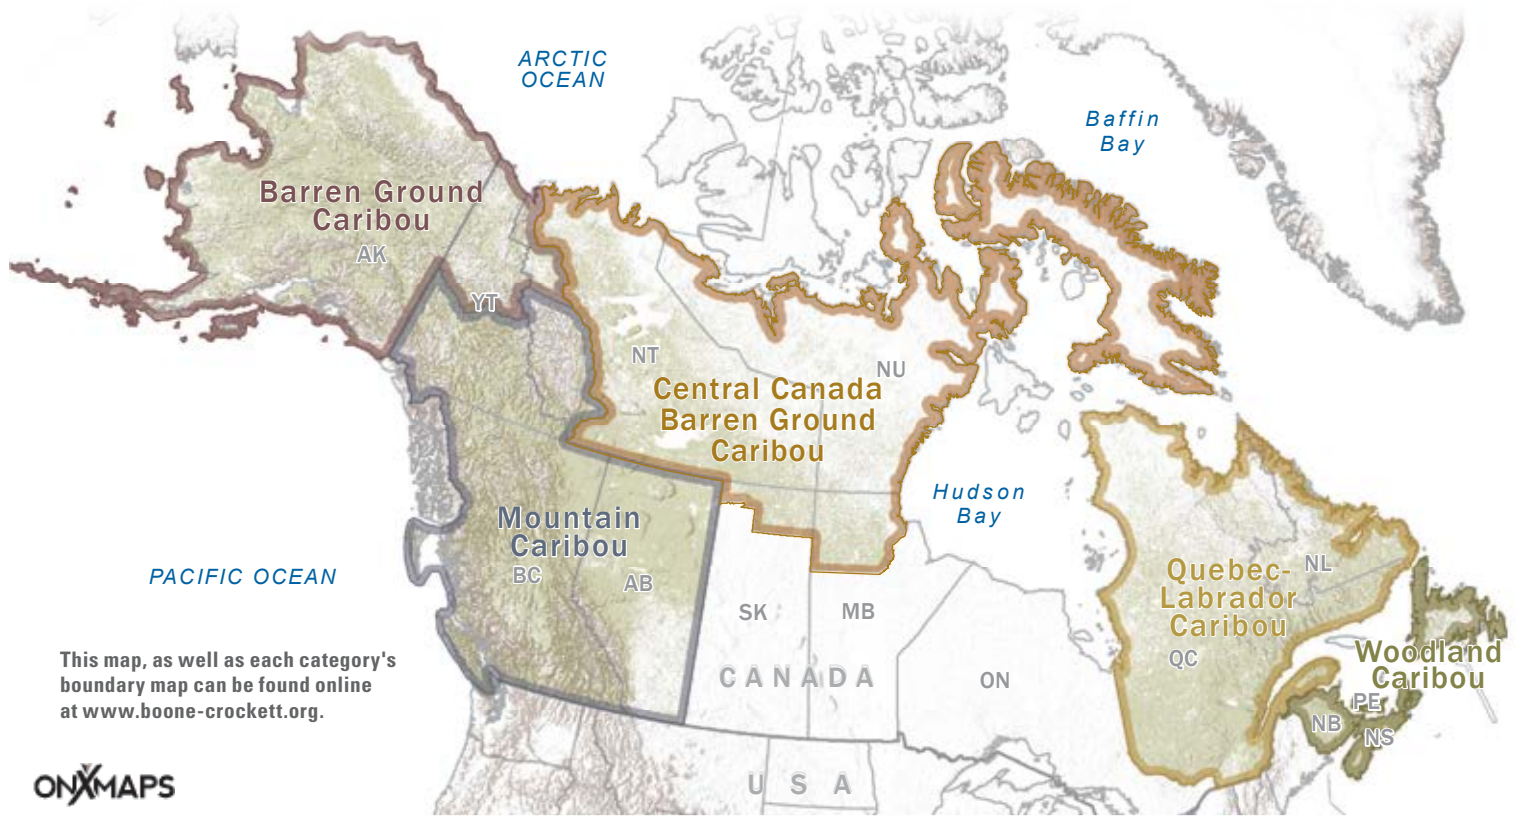 ARCTIC
OCEAN
Baffin
Bay
Barren Ground
Caribou
AK
YT
NT
NU
Central Canada
Barren Ground
Caribou
Hudson
Bay
Mountain
Caribou
BC
AB
PACIFIC OCEAN
SK
MB
CANADA
ON
Quebec-
Labrador
Caribou
NL
QC
Woodland
Caribou
PE
NB
NS
This map, as well as each category's
boundary map can be found online
at www.boone-crockett.org.
ONXMAPS
USA